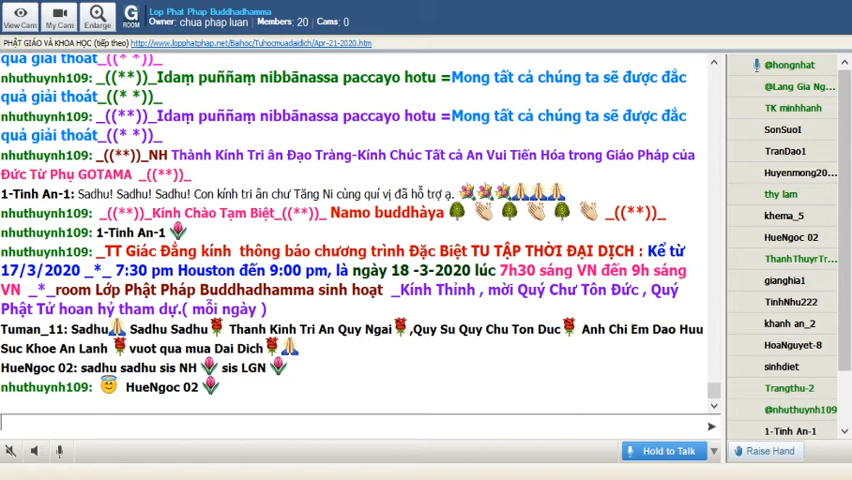 View Cam
My Cam
Enlarge
G
ROOM
Lop Phat Phap Buddhadhamma
Owner: chua phap luan Members: 20 Cams: 0
PHẬT GIÁO VÀ KHOA HỌC (tiếp theo) http://www.lopphatphap.net/Baihoc/Tuhocmuadaidich/Apr-21-2020.htm
quả giải thoát_((* *)_
nhuthuynh109: _((**)_Idaṃ puññaṃ nibbānassa paccayo hotu =Mong tất cả chúng ta sẽ được đắc
quả giải thoát_((* *)_
nhuthuynh109: _((**)_Idaṃ puññaṃ nibbānassa paccayo hotu =Mong tất cả chúng ta sẽ được đắc
quả giải thoát_((* *)_
nhuthuynh109: _((**)_NH Thành Kính Tri ân Đạo Tràng-Kính Chúc Tất cả An Vui Tiến Hóa trong Giáo Pháp của
Đức Từ Phụ GOTAMA _((**)_
1-Tinh An-1: Sadhu! Sadhu! Sadhu! Con kính tri ân chư Tăng Ni cùng quí vị đã hỗ trợ ạ. 💐💐💐🙏🙏🙏
nhuthuynh109: _((**)_Kính Chào Tạm Biệt_((**)_ Namo buddhàya 🌳 👏 🌳 👏 🌳 👏 _((**)_
nhuthuynh109: 1-Tinh An-1 🌷
nhuthuynh109: _TT Giác Đẳng kính thông báo chương trình Đặc Biệt TU TẬP THỜI ĐẠI DỊCH : Kể từ
17/3/2020 _*_ 7:30 pm Houston đến 9:00 pm, là ngày 18 -3-2020 lúc 7h30 sáng VN đến 9h sáng
VN _*_room Lớp Phật Pháp Buddhadhamma sinh hoạt _Kính Thỉnh , mời Quý Chư Tôn Đức , Quý
Phật Tử hoan hỷ tham dự.( mỗi ngày )
Tuman_11: Sadhu🙏 Sadhu Sadhu🌹 Thanh Kinh Tri An Quy Ngai🌹,Quy Su Quy Chu Ton Duc🌹 Anh Chi Em Dao Huu
Suc Khoe An Lanh 🌹vuot qua mua Dai Dich🌹🙏
HueNgoc 02: sadhu sadhu sis NH🌷 sis LGN 🌷
nhuthuynh109: 😇 HueNgoc 02🌷
Hold to Talk
@hongnhat
@Lang Gia Ng...
TK minhhanh
SonSuo1
TranDao1
Huyenmong20...
thy lam
khema_5
HueNgoc 02
ThanhThuyrTr...
gianghia1
TinhNhu222
khanh an_2
HoaNguyet-8
sinhdiet
Trangthu-2
@nhuthuynh109
1-Tinh An-1
Raise Hand